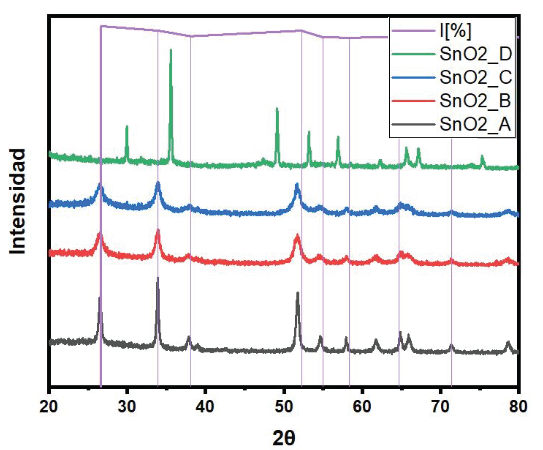 I[%]
SnO2_D
SnO2_C
SnO2_B
SnO2_A
Intensidad
20 30 40 50 60 70 80
2θ